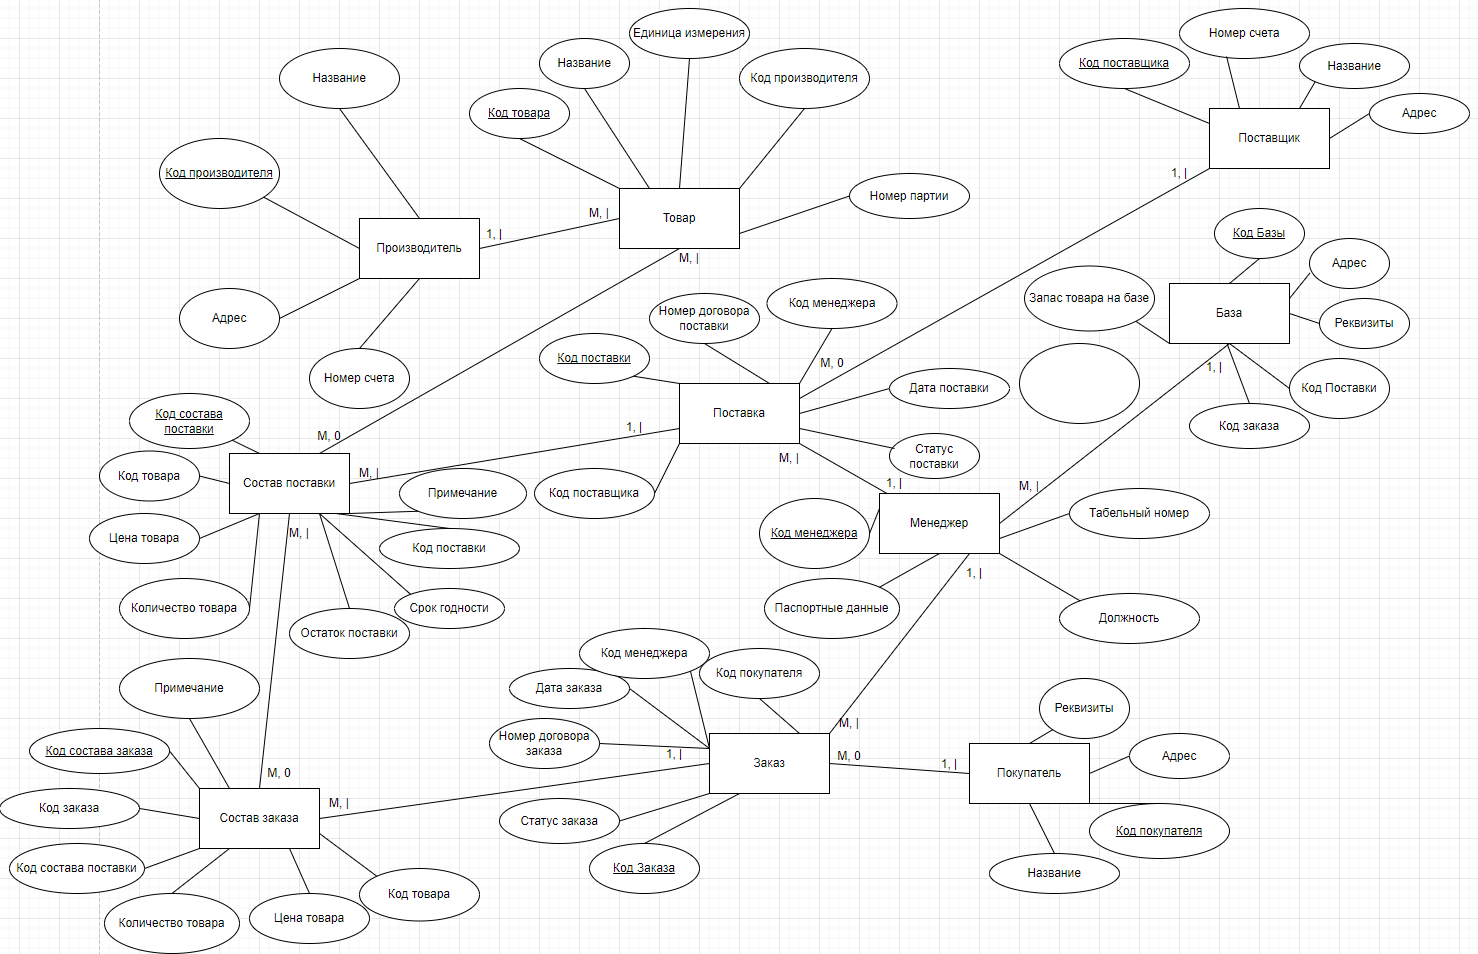 Единица измерения
Номер счета
Название
Код поставщика
Название
Название
Код производителя
Код товара
Адрес
Поставщик
1, |
Код производителя
Номер партии
М, |
Товар
1, |
Производитель
М, |
Код Базы
Адрес
Запас товара на базе
База
Реквизиты
Адрес
Номер договора
поставки
Код менеджера
Код поставки
М, 0
1, |
Номер счета
Дата поставки
Код Поставки
Код состава
поставки
Поставка
1, |
Код заказа
М, 0
Статус
поставки
М, |
Код товара
М, |
Состав поставки
Примечание
Код поставщика
1, |
М, |
Табельный номер
Менеджер
Код менеджера
М, |
Цена товара
Код поставки
1, |
Количество товара
Срок годности
Паспортные данные
Должность
Остаток поставки
Код менеджера
Код покупателя
Примечание
Дата заказа
Реквизиты
М, |
Номер договора
заказа
Код состава заказа
1, |
М, 0
1, |
Адрес
Заказ
Покупатель
М, 0
М, |
Код заказа
Состав заказа
Статус заказа
Код покупателя
Код состава поставки
Код Заказа
Название
Код товара
Количество товара
Цена товара